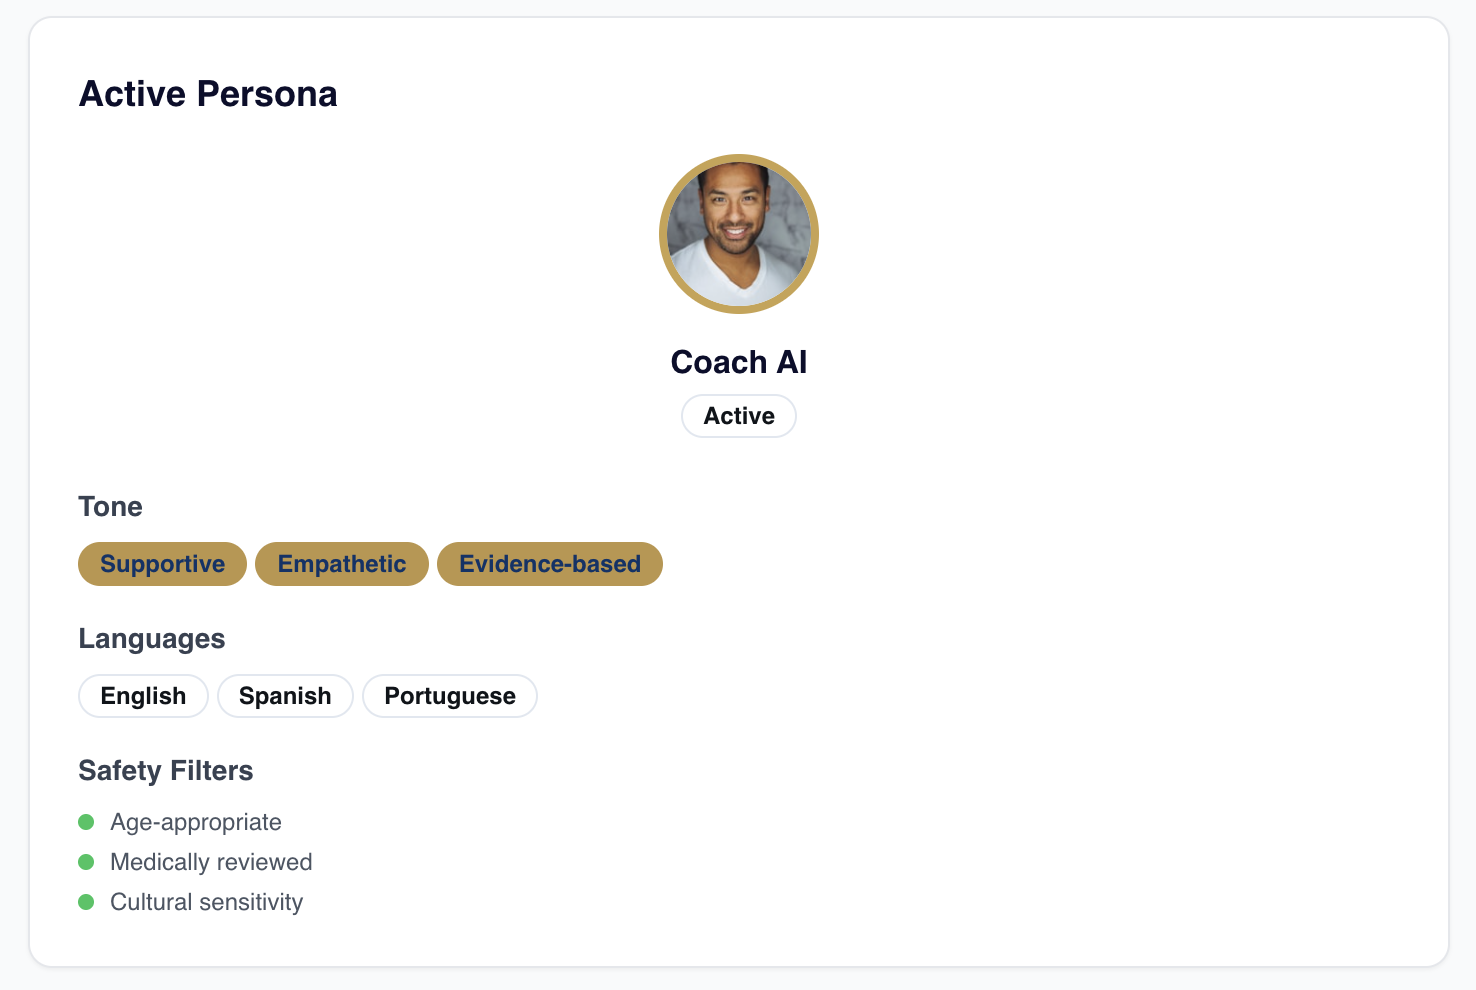 Active Persona
Coach AI
Active
Tone
Supportive Empathetic Evidence-based
Languages
English Spanish Portuguese
Safety Filters
Age-appropriate
Medically reviewed
Cultural sensitivity